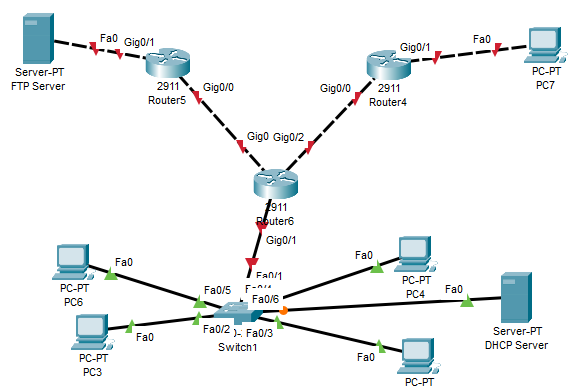 Fa0
Gig0/1
Server-PT
FTP Server
2911
Router5
Gig0/0
Gig0/1
Fa0
2911
Router4
PC-PT
PC7
Gig0/0
Gig0
Gig0/2
2911
Router6
Gig0/1
Fa0
PC-PT
PC6
Fa0/1
Fa0
PC-PT
PC4
Fa0/5
Fa0/6
Fa0
Server-PT
DHCP Server
Fa0/2
Fa0/3
Switch1
Fa0
PC-PT
PC3
Fa0
PC-PT